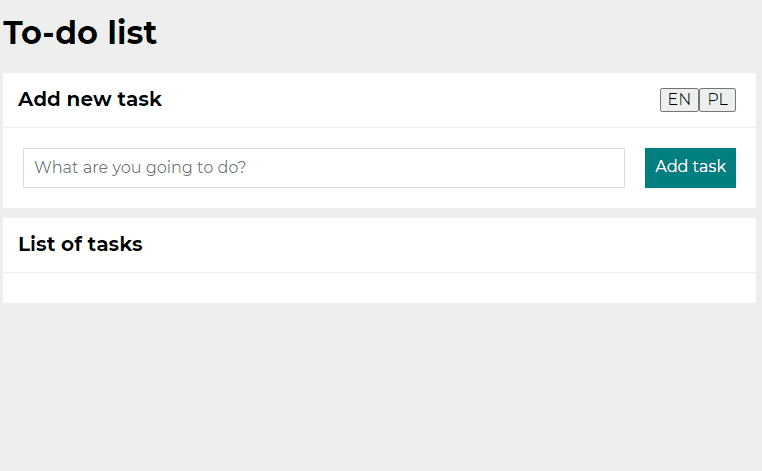 To-do list
Add new task
EN PL
What are you going to do?
Add task
List of tasks